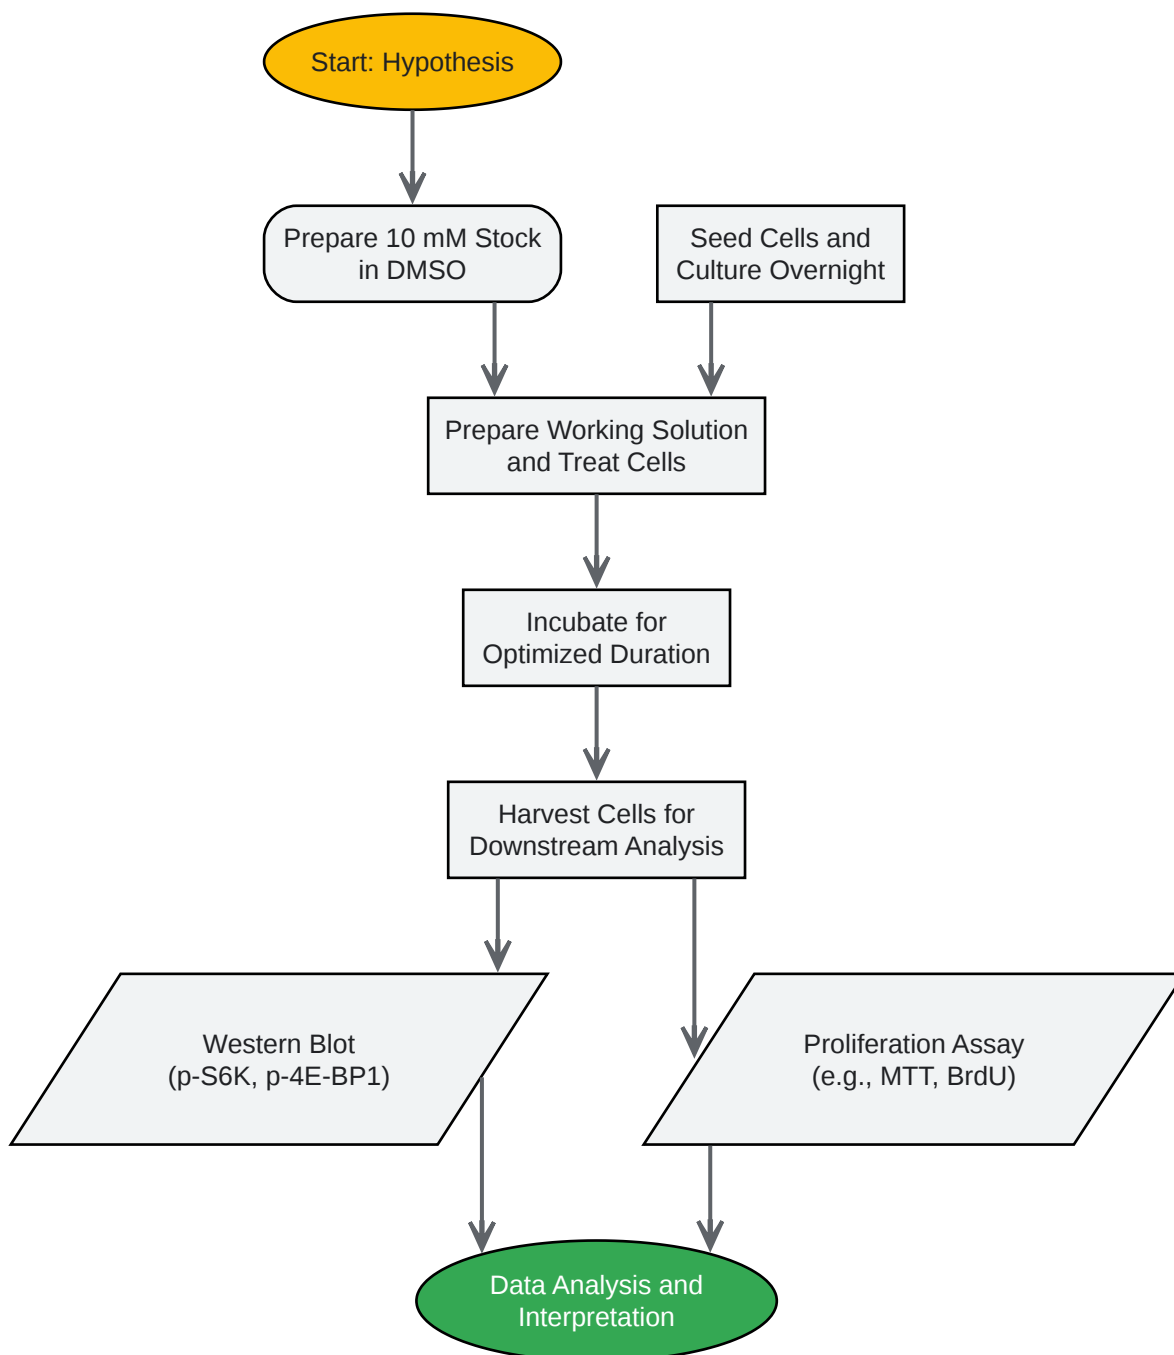 Start: Hypothesis
Prepare 10 mM Stock
in DMSO
Seed Cells and
Culture Overnight
Prepare Working Solution
and Treat Cells
Incubate for
Optimized Duration
Harvest Cells for
Downstream Analysis
Western Blot
(p-S6K, p-4E-BP1)
Proliferation Assay
(e.g., MTT, BrdU)
Data Analysis and
Interpretation